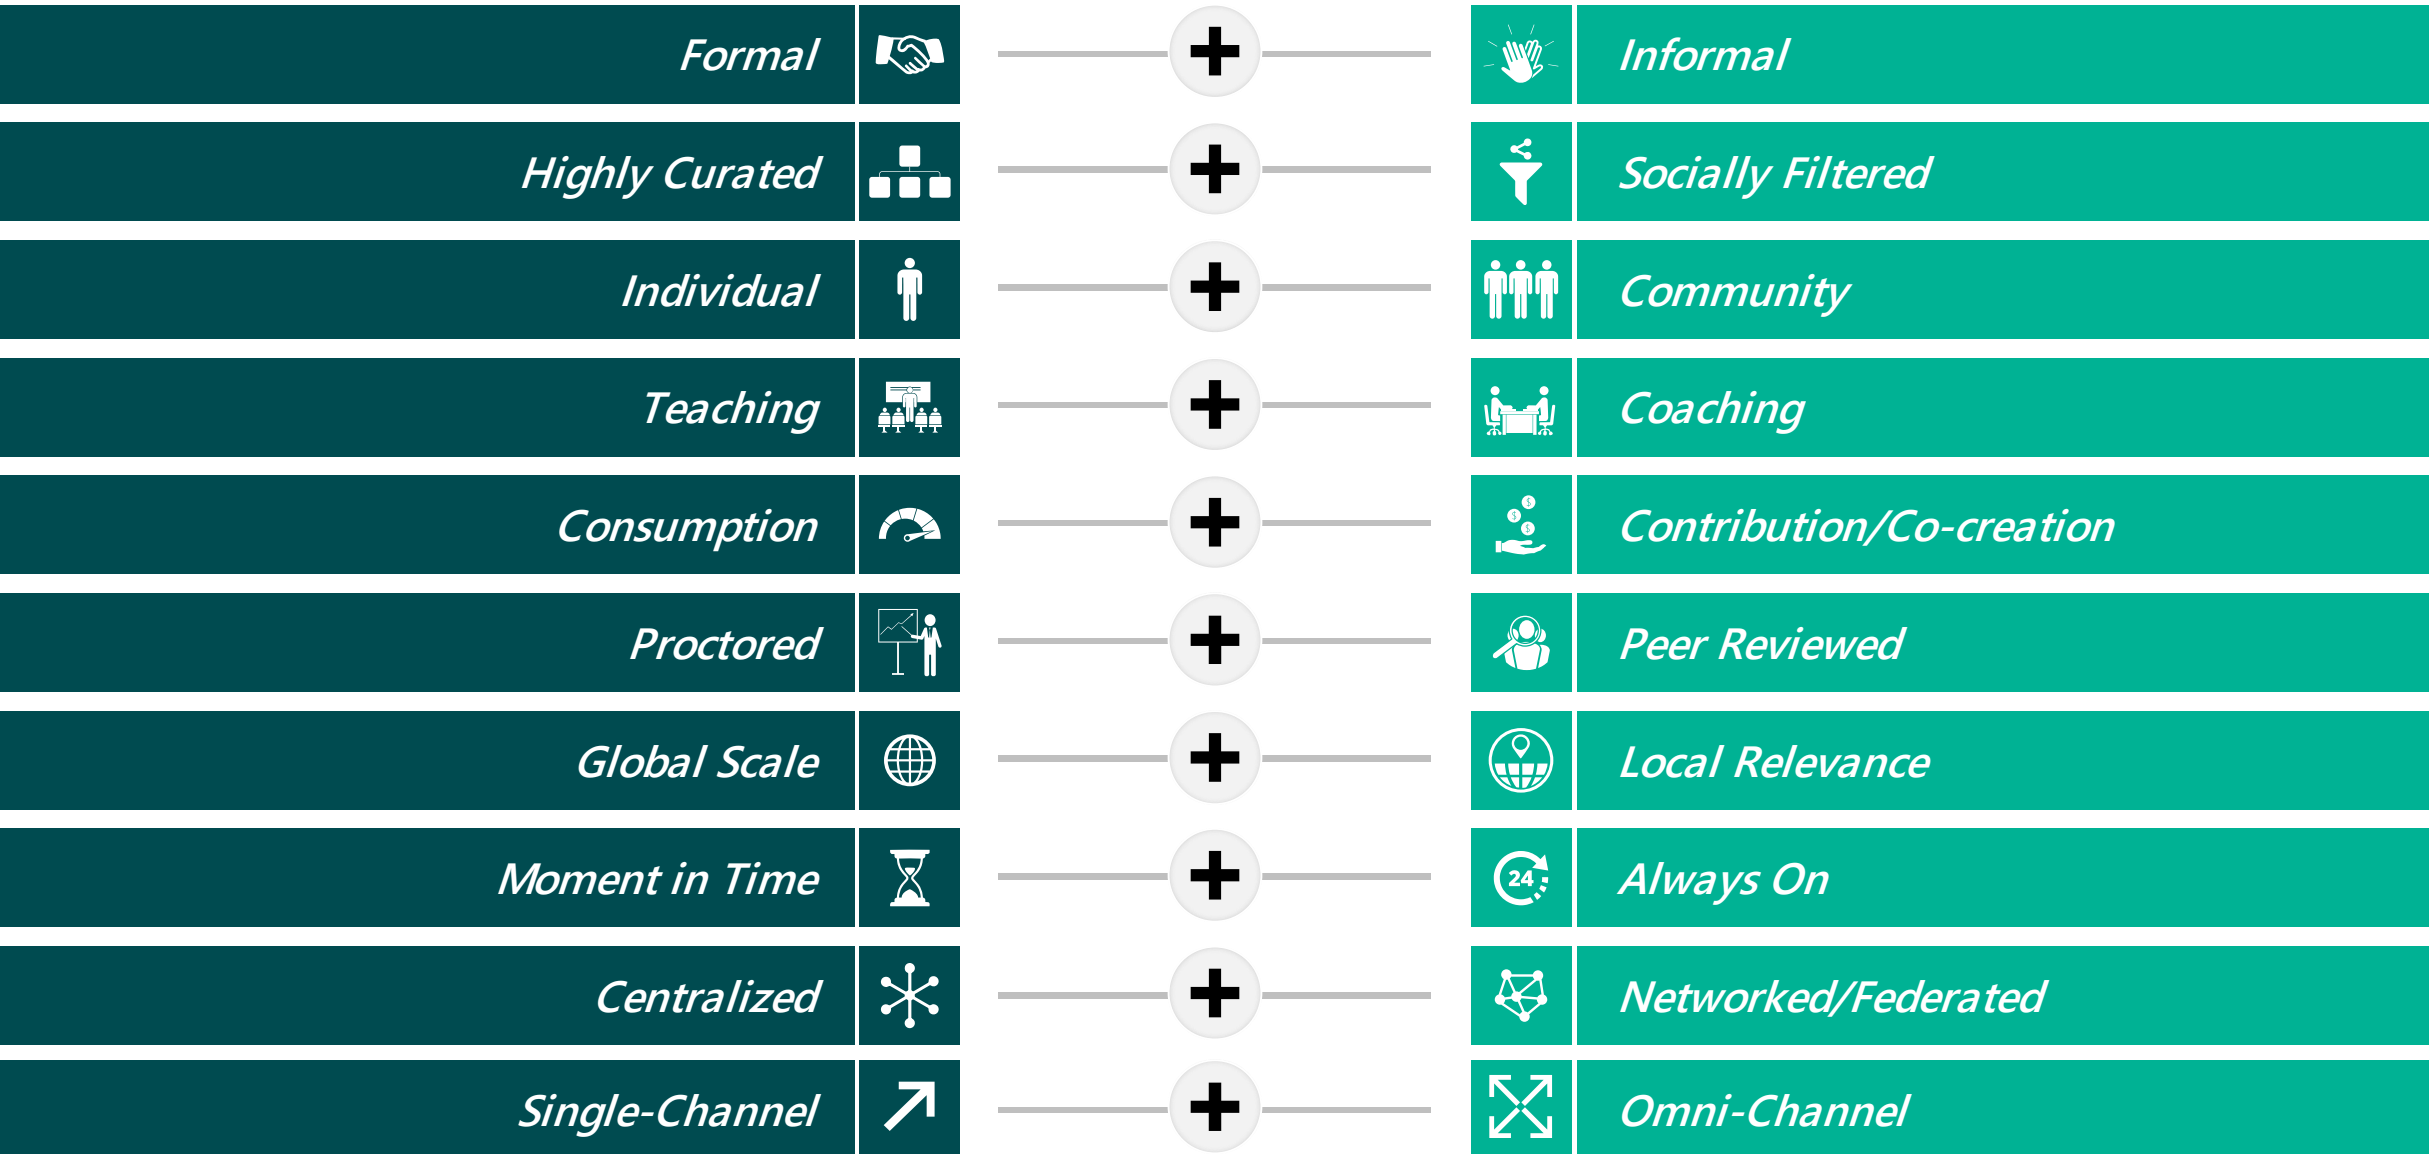 Formal + Informal
Highly Curated + Socially Filtered
Individual + Community
Teaching + Coaching
Consumption + Contribution/Co-creation
Proctored + Peer Reviewed
Global Scale + Local Relevance
Moment in Time + 24 Always On
Centralized + Networked/Federated
Single-Channel + Omni-Channel